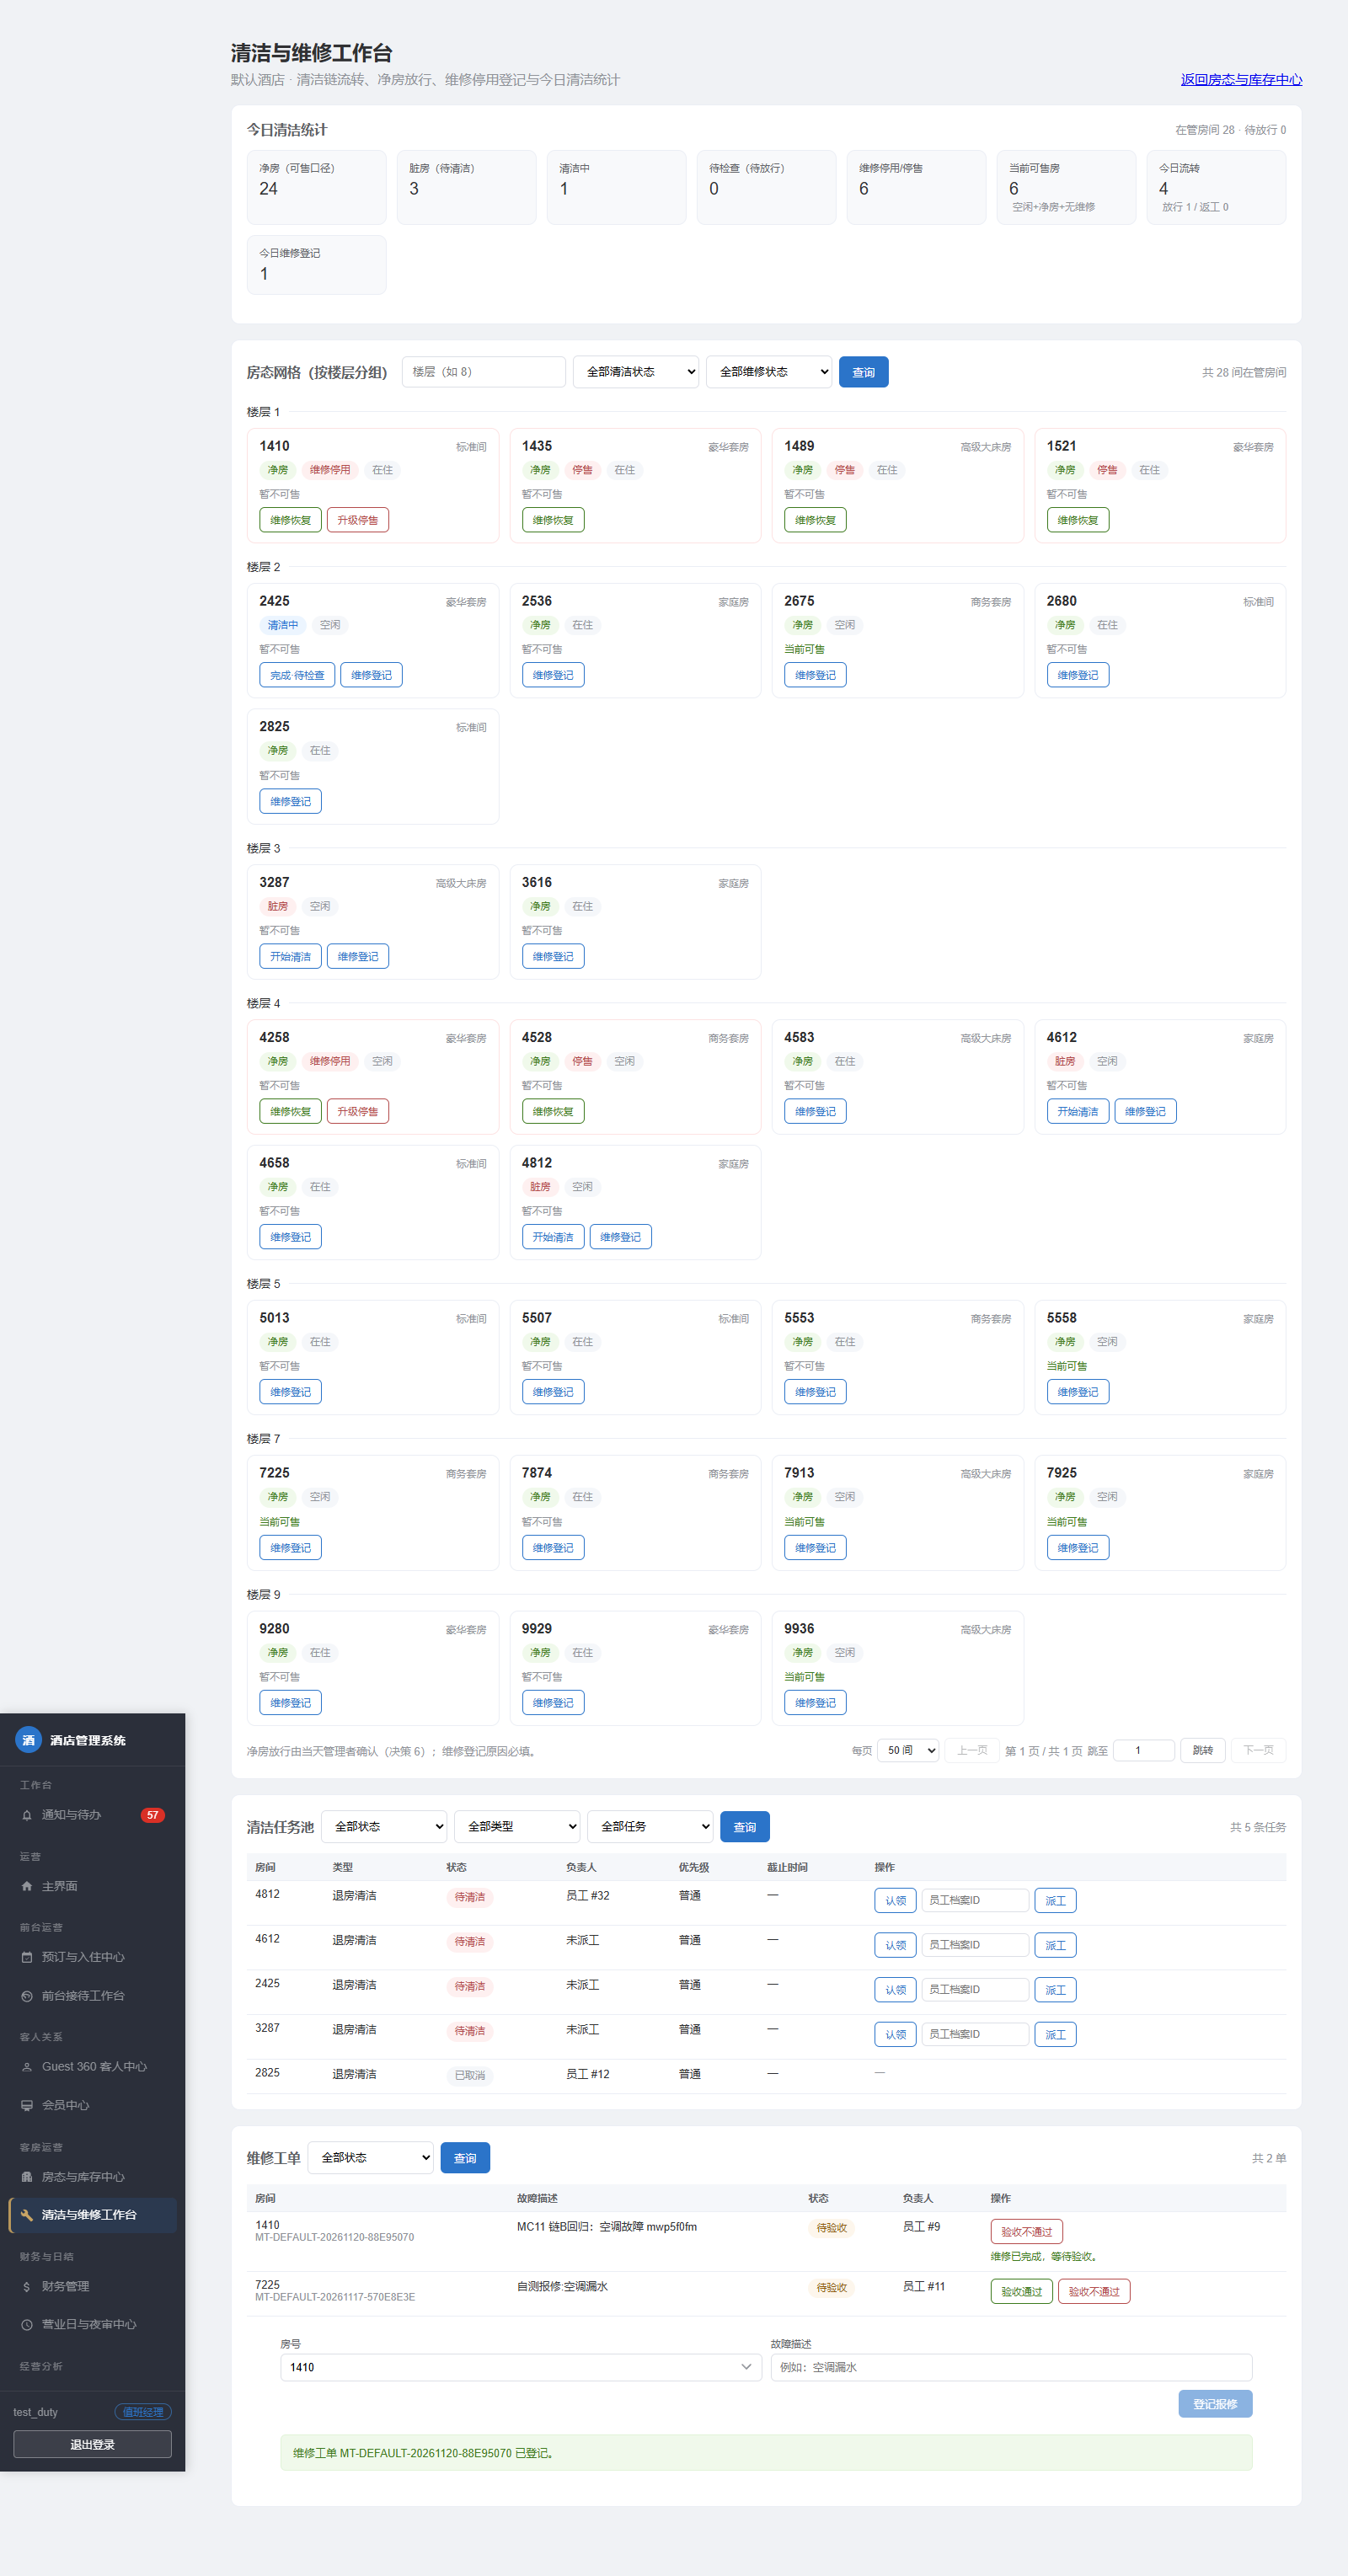 清洁与维修工作台
默认酒店 · 清洁链流转、净房放行、维修停用登记与今日清洁统计
返回房态与库存中心
今日清洁统计
在管房间 28 · 待放行 0
净房（可售口径）
24
脏房（待清洁）
3
清洁中
1
待检查（待放行）
0
维修停用/停售
6
当前可售房
6
空闲+净房+无维修
今日流转
4
放行 1 / 返工 0
今日维修登记
1
房态网格（按楼层分组）
楼层（如 8）
全部清洁状态
全部维修状态
查询
共 28 间在管房间
楼层 1
1410 标准间
净房 维修停用 在住
暂不可售
维修恢复 升级停售
1435 豪华套房
净房 停售 在住
暂不可售
维修恢复
1489 高级大床房
净房 停售 在住
暂不可售
维修恢复
1521 豪华套房
净房 停售 在住
暂不可售
维修恢复
楼层 2
2425 豪华套房
清洁中 空闲
暂不可售
完成·待检查 维修登记
2536 家庭房
净房 在住
暂不可售
维修登记
2675 商务套房
净房 空闲
当前可售
维修登记
2680 标准间
净房 在住
暂不可售
维修登记
2825 标准间
净房 在住
暂不可售
维修登记
楼层 3
3287 高级大床房
脏房 空闲
暂不可售
开始清洁 维修登记
3616 家庭房
净房 在住
暂不可售
维修登记
楼层 4
4258 豪华套房
净房 维修停用 空闲
暂不可售
维修恢复 升级停售
4528 商务套房
净房 停售 空闲
暂不可售
维修恢复
4583 高级大床房
净房 在住
暂不可售
维修登记
4612 家庭房
脏房 空闲
暂不可售
开始清洁 维修登记
4658 标准间
净房 在住
暂不可售
维修登记
4812 家庭房
脏房 空闲
暂不可售
开始清洁 维修登记
楼层 5
5013 标准间
净房 在住
暂不可售
维修登记
5507 标准间
净房 在住
暂不可售
维修登记
5553 商务套房
净房 在住
暂不可售
维修登记
5558 家庭房
净房 空闲
当前可售
维修登记
楼层 7
7225 商务套房
净房 空闲
当前可售
维修登记
7874 商务套房
净房 在住
暂不可售
维修登记
7913 高级大床房
净房 空闲
当前可售
维修登记
7925 家庭房
净房 空闲
当前可售
维修登记
楼层 9
9280 豪华套房
净房 在住
暂不可售
维修登记
9929 豪华套房
净房 在住
暂不可售
维修登记
9936 高级大床房
净房 空闲
当前可售
维修登记
净房放行由当天管理者确认（决策 6）；维修登记原因必填。
每页 50 间 上一页 第 1 页 / 共 1 页 跳至 1 跳转 下一页
清洁任务池 全部状态 全部类型 全部任务 查询
共 5 条任务
房间 类型 状态 负责人 优先级 截止时间 操作
4812 退房清洁 待清洁 员工 #32 普通 — 认领 员工档案ID 派工
4612 退房清洁 待清洁 未派工 普通 — 认领 员工档案ID 派工
2425 退房清洁 待清洁 未派工 普通 — 认领 员工档案ID 派工
3287 退房清洁 待清洁 未派工 普通 — 认领 员工档案ID 派工
2825 退房清洁 已取消 员工 #12 普通 — —
维修工单 全部状态 查询
共 2 单
房间 故障描述 状态 负责人 操作
1410 MC11 链B回归：空调故障 mwp5f0fm 待验收 员工 #9 验收不通过
MT-DEFAULT-20261120-88E95070
维修已完成，等待验收。
7225 自测报修:空调漏水 待验收 员工 #11 验收通过 验收不通过
MT-DEFAULT-20261117-570E8E3E
房号
1410
故障描述
例如：空调漏水
登记报修
维修工单 MT-DEFAULT-20261120-88E95070 已登记。
酒 酒店管理系统
工作台
通知与待办 57
运营
主界面
前台运营
预订与入住中心
前台接待工作台
客人关系
Guest 360 客人中心
会员中心
客房运营
房态与库存中心
清洁与维修工作台
财务与日结
财务管理
营业日与夜审中心
经营分析
test_duty 值班经理
退出登录